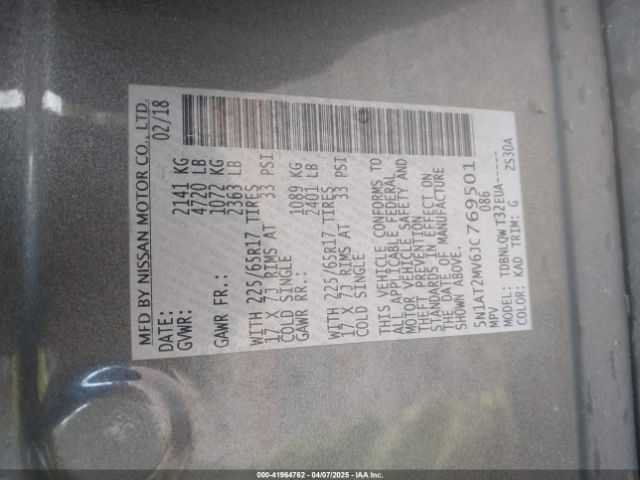 MFD BY NISSAN MOTOR CO., LTD.
DATE: 02/18
GVWR: 2141 KG
4720 LB
GAWR FR.: 1072 KG
2363 LB
WITH 225/65R17 TIRES
17 X 7J RIMS AT 33 PSI
COLD SINGLE
GAWR RR.: 1089 KG
2401 LB
WITH 225/65R17 TIRES
17 X 7J RIMS AT 33 PSI
COLD SINGLE
THIS VEHICLE CONFORMS TO
ALL APPLICABLE FEDERAL
MOTOR VEHICLE SAFETY AND
THEFT PREVENTION
STANDARDS IN EFFECT ON
THE DATE OF MANUFACTURE
SHOWN ABOVE.
5N1AT2MV6JC769501
MPV 086
MODEL: TDBNLQW T32EUA-----
COLOR: KAD TRIM: G ZS30A
000-41964762 | 04/07/2025 | IAA, Inc.